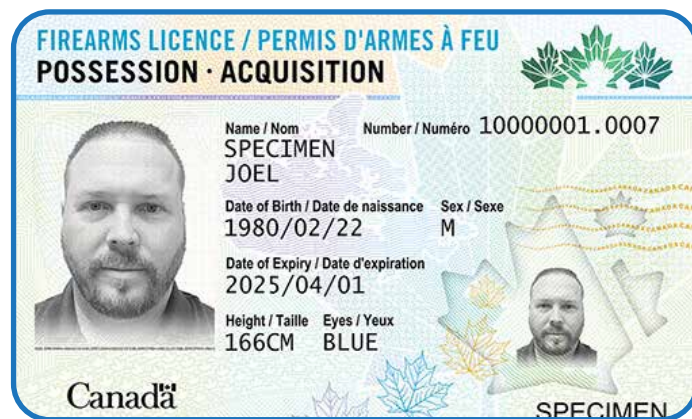 FIREARMS LICENCE / PERMIS D'ARMES À FEU
POSSESSION · ACQUISITION
Name / Nom Number / Numéro 10000001.0007
SPECIMEN
JOEL
Date of Birth / Date de naissance Sex / Sexe
1980/02/22 M
Date of Expiry / Date d'expiration
2025/04/01
Height / Taille Eyes / Yeux
166CM BLUE
Canada
SPECIMEN